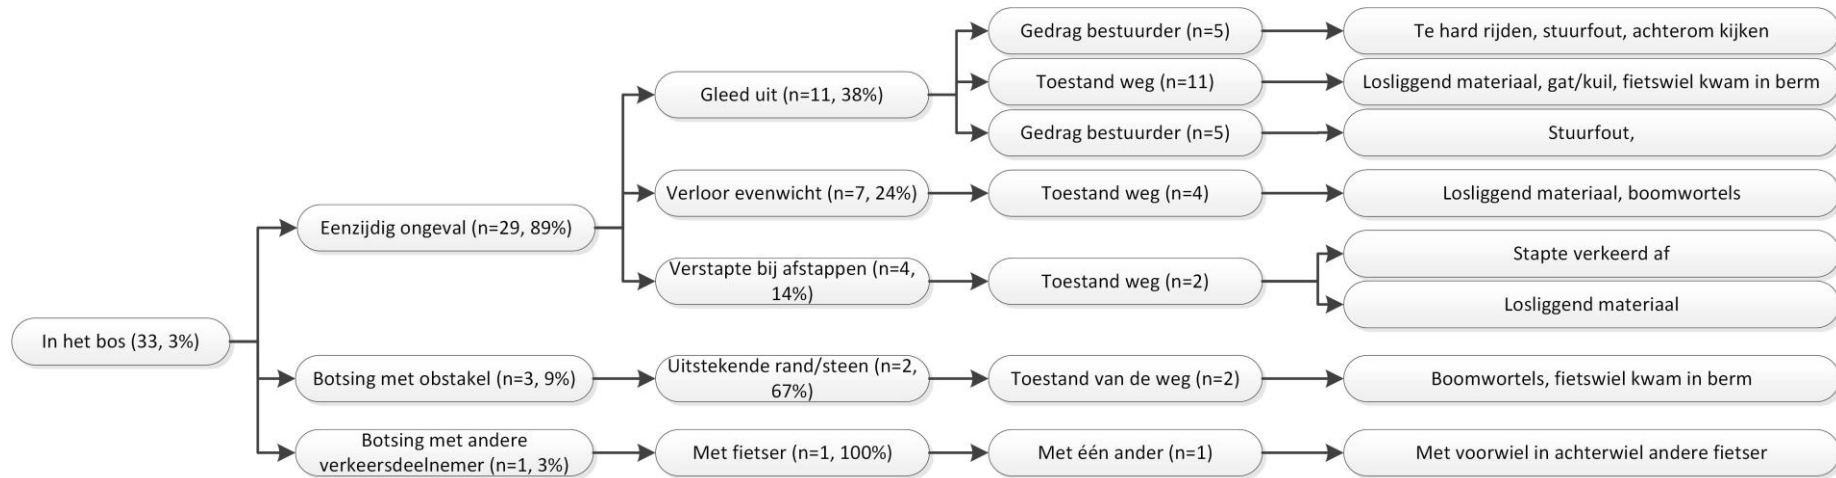 Gedrag bestuurder (n=5)
Te hard rijden, stuurfout, achterom kijken
Gleed uit (n=11, 38%)
Toestand weg (n=11)
Losliggend materiaal, gat/kuil, fietswiel kwam in berm
Gedrag bestuurder (n=5)
Stuurfout,
Verloor evenwicht (n=7, 24%)
Toestand weg (n=4)
Losliggend materiaal, boomwortels
Eenzijdig ongeval (n=29, 89%)
Verstapte bij afstappen (n=4,
14%)
Toestand weg (n=2)
Stapte verkeerd af
Losliggend materiaal
In het bos (33, 3%)
Botsing met obstakel (n=3, 9%)
Uitstekende rand/steen (n=2,
67%)
Toestand van de weg (n=2)
Boomwortels, fietswiel kwam in berm
Botsing met andere
verkeersdeelnemer (n=1, 3%)
Met fietser (n=1, 100%)
Met één ander (n=1)
Met voorwiel in achterwiel andere fietser